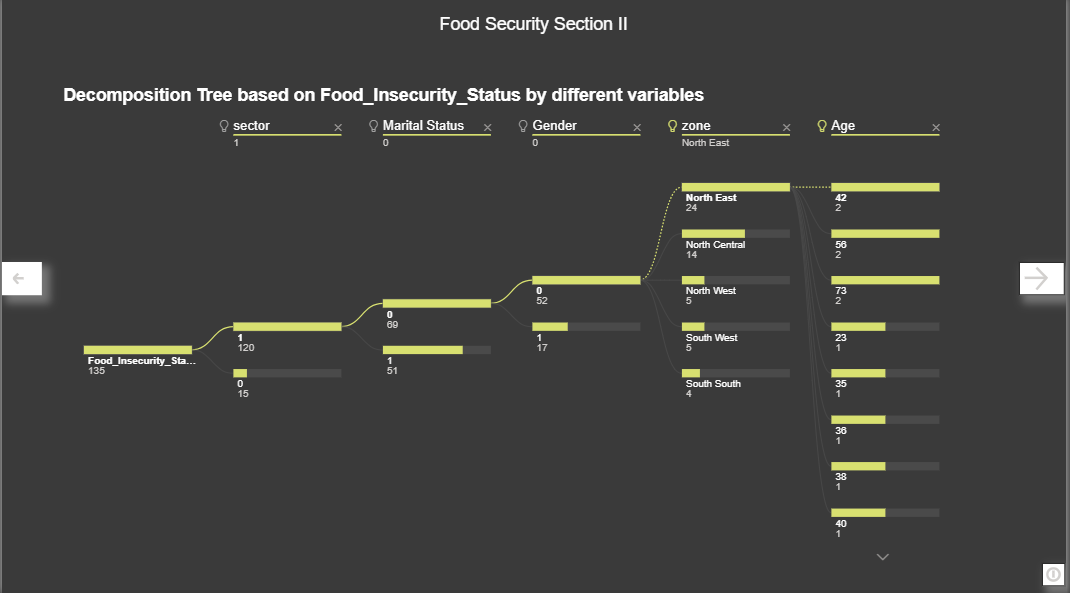 Food Security Section II
Decomposition Tree based on Food_Insecurity_Status by different variables
sector
1
Marital Status
0
Gender
0
zone
North East
Age
Food_Insecurity_Sta...
135
1
120
0
15
0
69
1
51
0
52
1
17
North East
24
North Central
14
North West
5
South West
5
South South
4
42
2
56
2
73
2
23
1
35
1
36
1
38
1
40
1